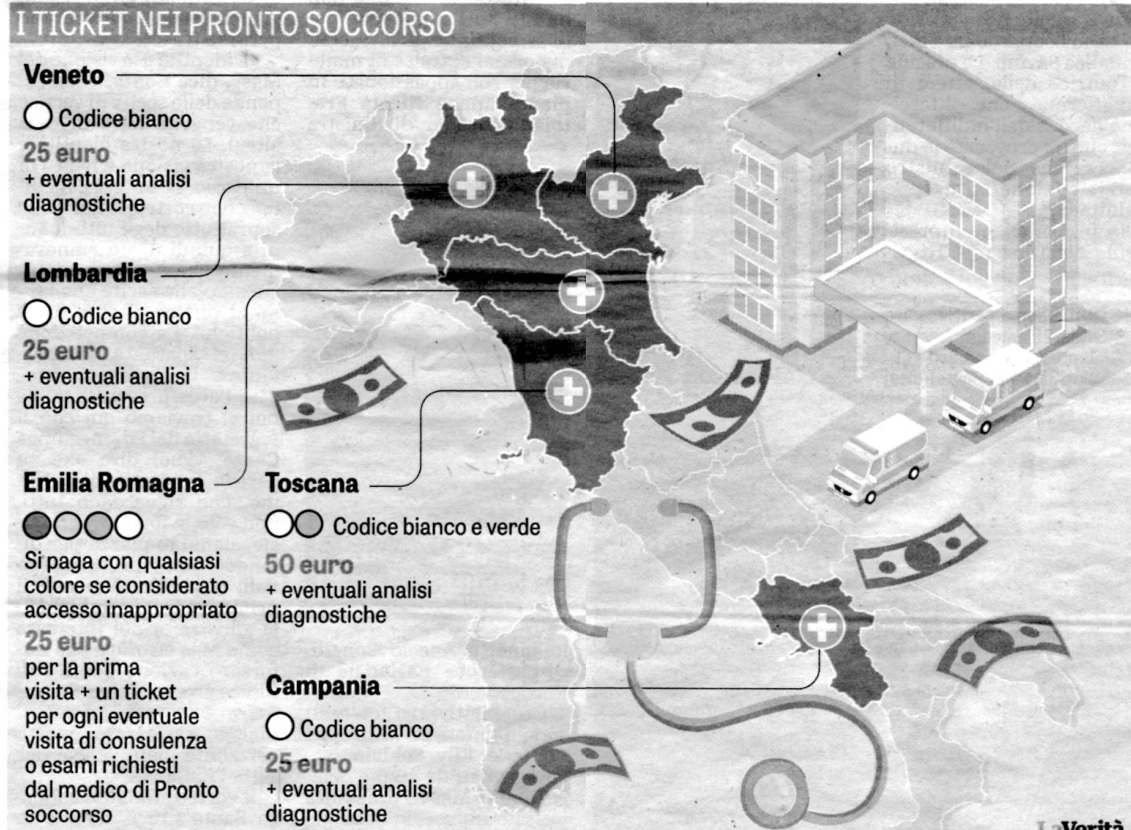 I TICKET NEI PRONTO SOCCORSO
Veneto
Codice bianco
25 euro
+ eventuali analisi
diagnostiche
Lombardia
Codice bianco
25 euro
+ eventuali analisi
diagnostiche
Emilia Romagna
Si paga con qualsiasi
colore se considerato
accesso inappropriato
25 euro
per la prima
visita + un ticket
per ogni eventuale
visita di consulenza
o esami richiesti
dal medico di Pronto
soccorso
Toscana
Codice bianco e verde
50 euro
+ eventuali analisi
diagnostiche
Campania
Codice bianco
25 euro
+ eventuali analisi
diagnostiche
LaVerità